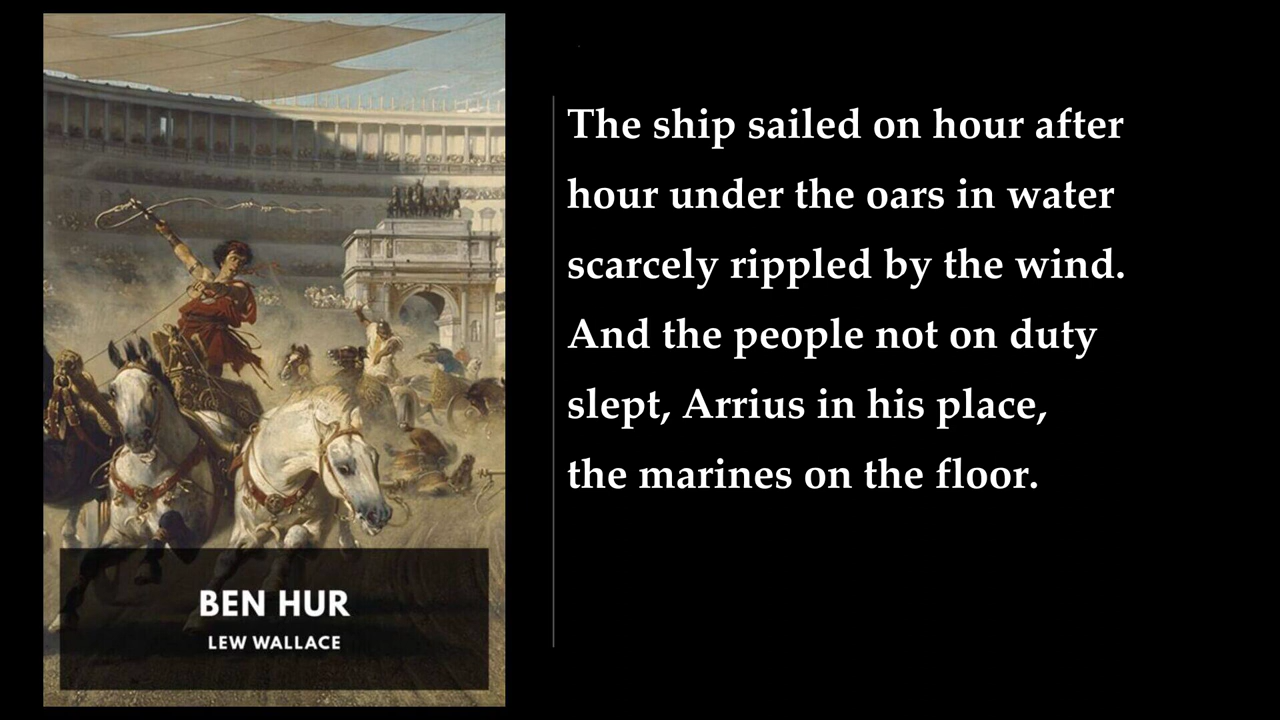 BEN HUR
LEW WALLACE
The ship sailed on hour after
hour under the oars in water
scarcely rippled by the wind.
And the people not on duty
slept, Arrius in his place,
the marines on the floor.